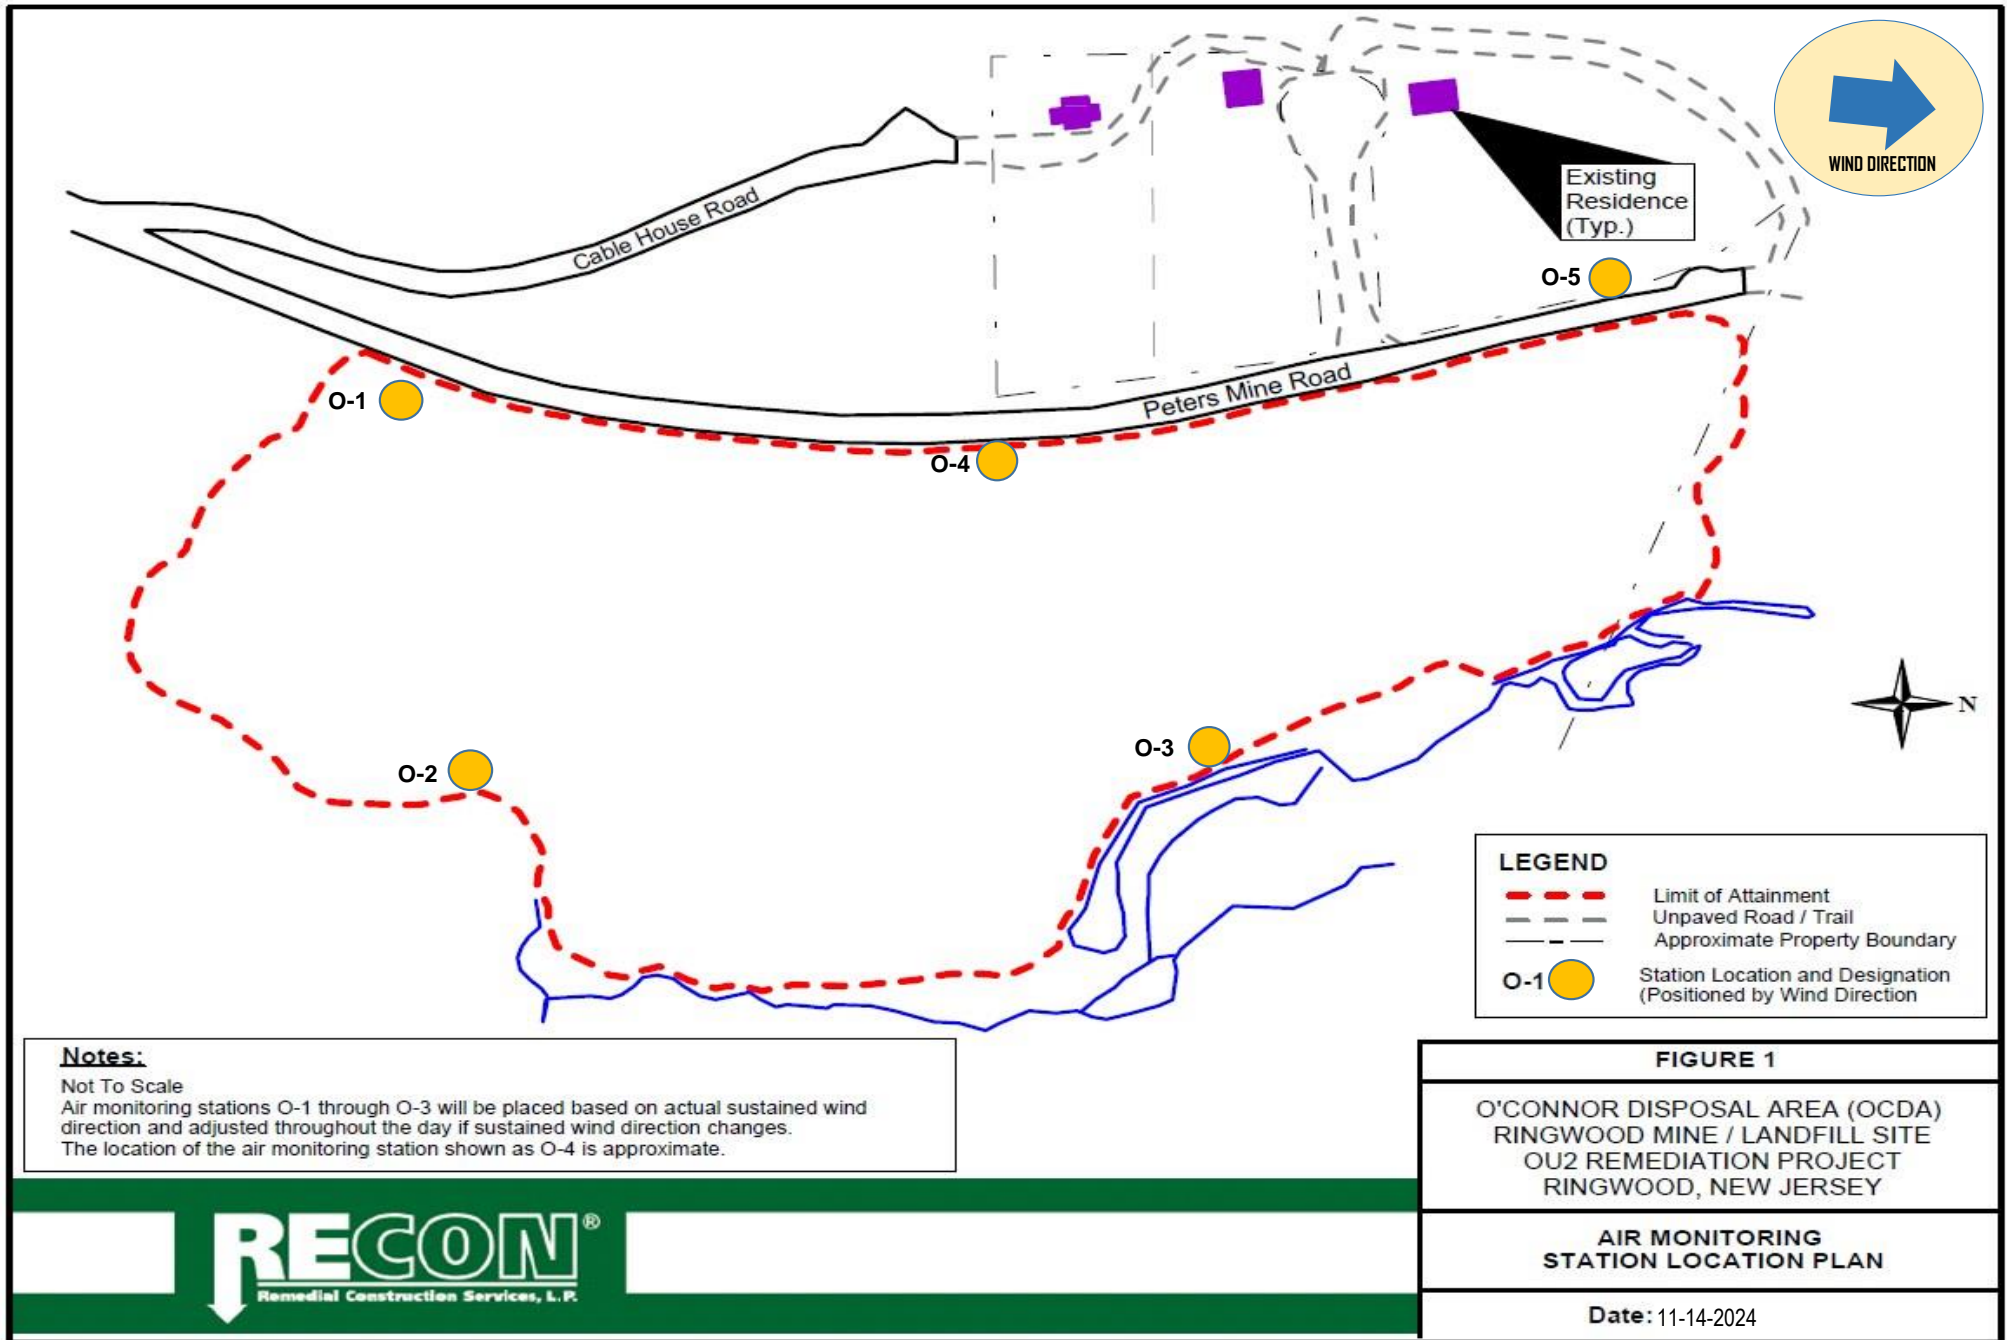 WIND DIRECTION
Existing
Residence
(Typ.)
Cable House Road
O-5
O-1
Peters Mine Road
O-4
N
O-3
O-2
LEGEND
Limit of Attainment
Unpaved Road / Trail
Approximate Property Boundary
O-1 Station Location and Designation
(Positioned by Wind Direction
Notes:
Not To Scale
Air monitoring stations O-1 through O-3 will be placed based on actual sustained wind
direction and adjusted throughout the day if sustained wind direction changes.
The location of the air monitoring station shown as O-4 is approximate.
FIGURE 1
O'CONNOR DISPOSAL AREA (OCDA)
RINGWOOD MINE / LANDFILL SITE
OU2 REMEDIATION PROJECT
RINGWOOD, NEW JERSEY
AIR MONITORING
STATION LOCATION PLAN
Date: 11-14-2024
RECON®
Remedial Construction Services, L.P.